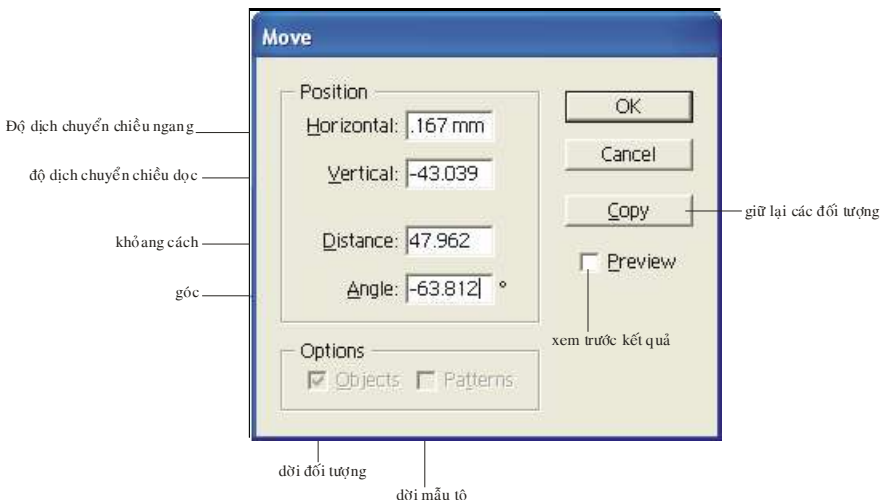 Move
Position
Độ dịch chuyển chiều ngang
Horizontal: .167 mm
OK
độ dịch chuyển chiều dọc
Vertical: -43.039
Cancel
Copy
giữ lại các đối tượng
khỏang cách
Distance: 47.962
Preview
góc
Angle: -63.812 °
xem trước kết quả
Options
Objects Patterns
dời đối tượng
dời mẫu tô